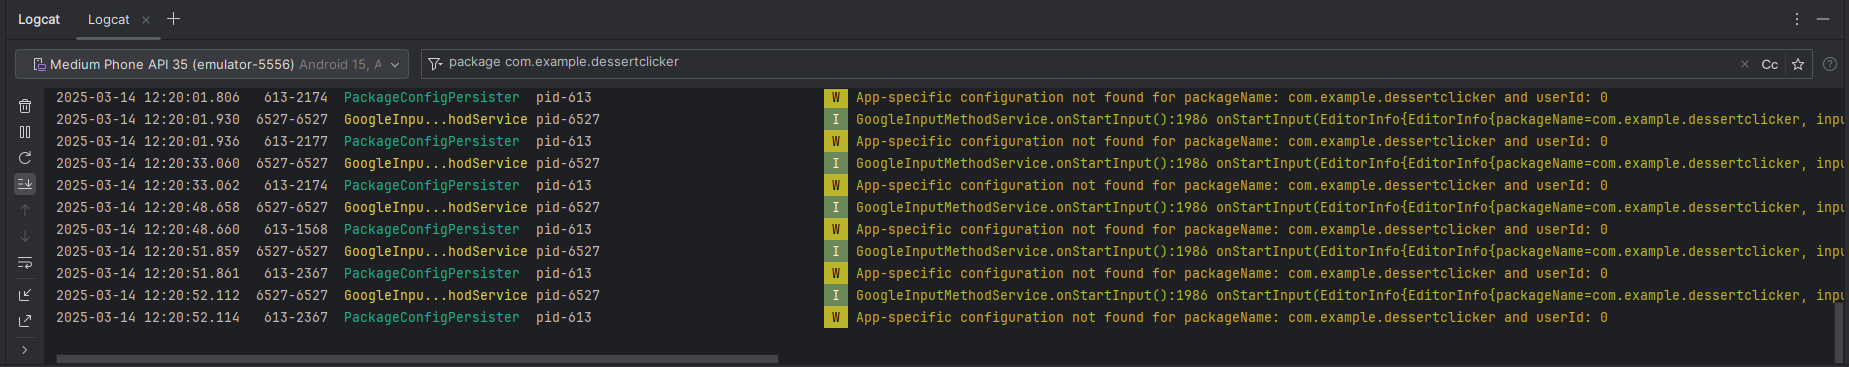 Logcat Logcat
Medium Phone API 35 (emulator-5556) Android 15, A package com.example.dessertclicker Cc
2025-03-14 12:20:01.806 613-2174 PackageConfigPersister pid-613 W App-specific configuration not found for packageName: com.example.dessertclicker and userId: 0
2025-03-14 12:20:01.930 6527-6527 GoogleInpu...hodService pid-6527 I GoogleInputMethodService.onStartInput():1986 onStartInput(EditorInfo{EditorInfo{packageName=com.example.dessertclicker, inpu
2025-03-14 12:20:01.936 613-2177 PackageConfigPersister pid-613 W App-specific configuration not found for packageName: com.example.dessertclicker and userId: 0
2025-03-14 12:20:33.060 6527-6527 GoogleInpu...hodService pid-6527 I GoogleInputMethodService.onStartInput():1986 onStartInput(EditorInfo{EditorInfo{packageName=com.example.dessertclicker, inpu
2025-03-14 12:20:33.062 613-2174 PackageConfigPersister pid-613 W App-specific configuration not found for packageName: com.example.dessertclicker and userId: 0
2025-03-14 12:20:48.658 6527-6527 GoogleInpu...hodService pid-6527 I GoogleInputMethodService.onStartInput():1986 onStartInput(EditorInfo{EditorInfo{packageName=com.example.dessertclicker, inpu
2025-03-14 12:20:48.660 613-1568 PackageConfigPersister pid-613 W App-specific configuration not found for packageName: com.example.dessertclicker and userId: 0
2025-03-14 12:20:51.859 6527-6527 GoogleInpu...hodService pid-6527 I GoogleInputMethodService.onStartInput():1986 onStartInput(EditorInfo{EditorInfo{packageName=com.example.dessertclicker, inpu
2025-03-14 12:20:51.861 613-2367 PackageConfigPersister pid-613 W App-specific configuration not found for packageName: com.example.dessertclicker and userId: 0
2025-03-14 12:20:52.112 6527-6527 GoogleInpu...hodService pid-6527 I GoogleInputMethodService.onStartInput():1986 onStartInput(EditorInfo{EditorInfo{packageName=com.example.dessertclicker, inpu
2025-03-14 12:20:52.114 613-2367 PackageConfigPersister pid-613 W App-specific configuration not found for packageName: com.example.dessertclicker and userId: 0